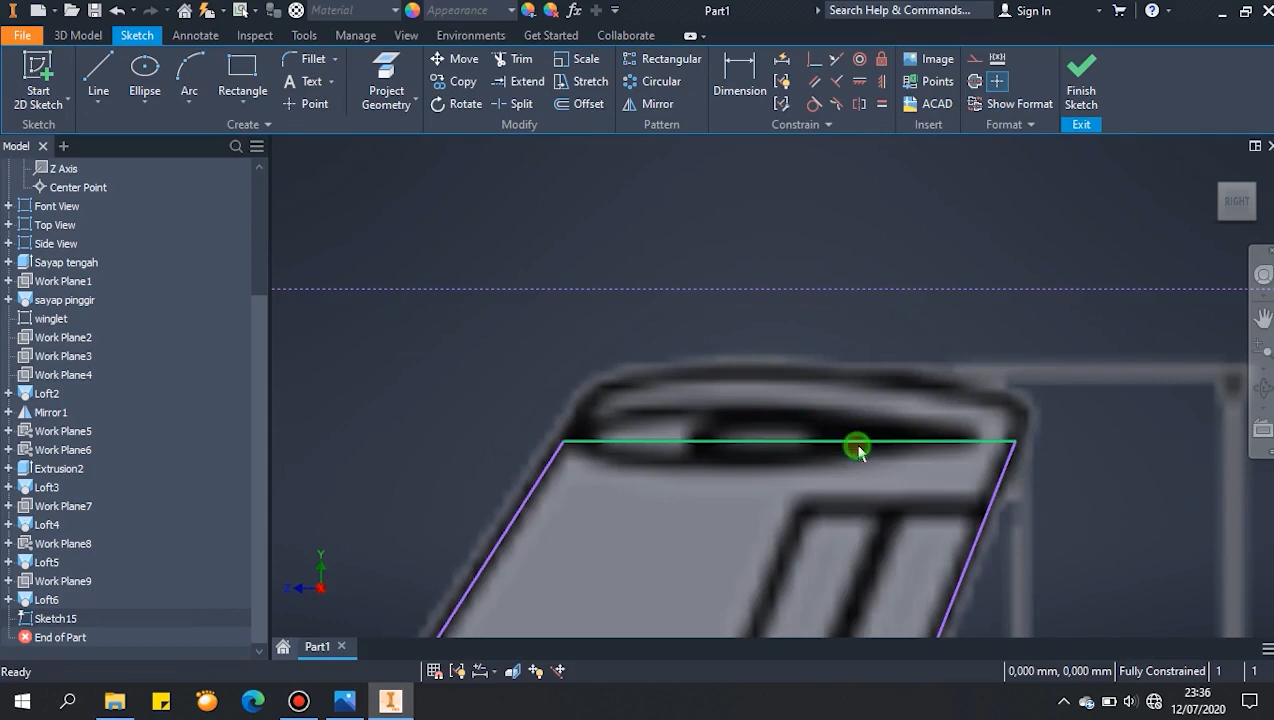 Material
Appearance
Part1
Search Help & Commands...
Sign In
File
3D Model
Sketch
Annotate
Inspect
Tools
Manage
View
Environments
Get Started
Collaborate
Start
2D Sketch
Line
Ellipse
Arc
Rectangle
Fillet
Text
Point
Project
Geometry
Move
Copy
Rotate
Trim
Extend
Split
Scale
Stretch
Offset
Rectangular
Circular
Mirror
Dimension
Image
Points
ACAD
Show Format
Finish
Sketch
Sketch
Create
Modify
Pattern
Constrain
Insert
Format
Exit
Model
Z Axis
Center Point
Font View
Top View
Side View
Sayap tengah
Work Plane1
sayap pinggir
winglet
Work Plane2
Work Plane3
Work Plane4
Loft2
Mirror1
Work Plane5
Work Plane6
Extrusion2
Loft3
Work Plane7
Loft4
Work Plane8
Loft5
Work Plane9
Loft6
Sketch15
End of Part
RIGHT
Y
Z
Part1
Ready
0,000 mm, 0,000 mm
Fully Constrained
1
1
23:36
12/07/2020